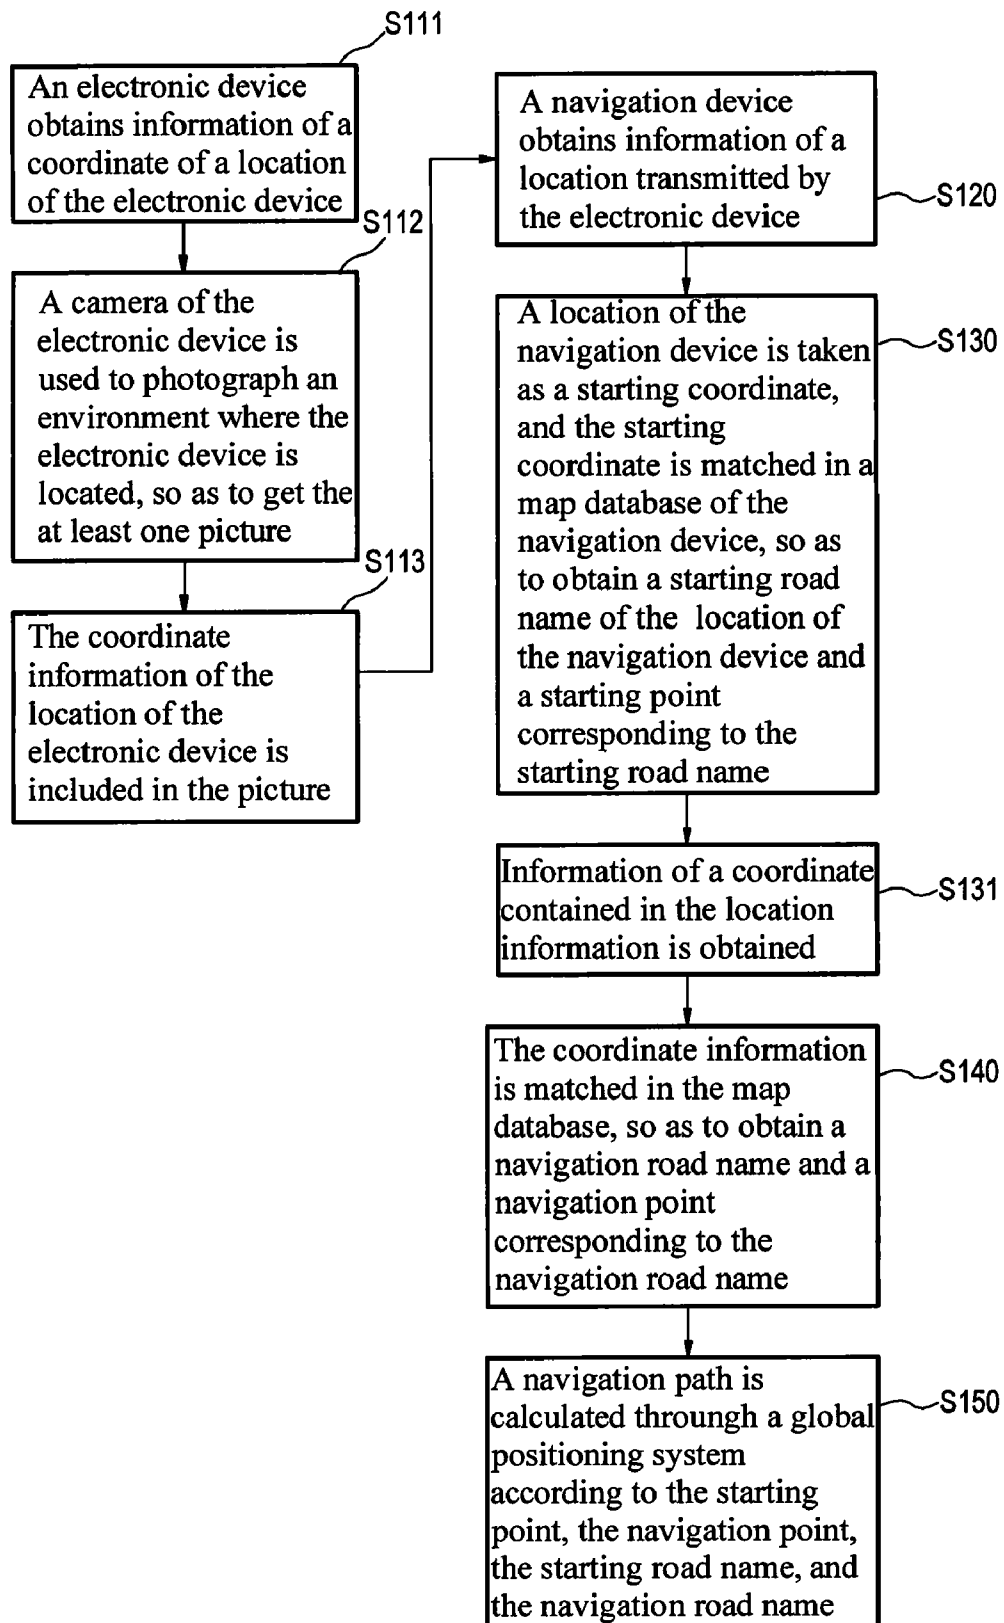 S111
An electronic device
obtains information of a
coordinate of a location
of the electronic device
S112
A camera of the
electronic device is
used to photograph an
environment where the
electronic device is
located, so as to get the
at least one picture
S113
The coordinate
information of the
location of the
electronic device is
included in the picture
A navigation device
obtains information of a
location transmitted by
the electronic device
S120
A location of the
navigation device is taken
as a starting coordinate,
and the starting
coordinate is matched in a
map database of the
navigation device, so as
to obtain a starting road
name of the location of
the navigation device and
a starting point
corresponding to the
starting road name
S130
Information of a coordinate
contained in the location
information is obtained
S131
The coordinate information
is matched in the map
database, so as to obtain a
navigation road name and a
navigation point
corresponding to the
navigation road name
S140
A navigation path is
calculated thruough a global
positioning system
according to the starting
point, the navigation point,
the starting road name, and
the navigation road name
S150